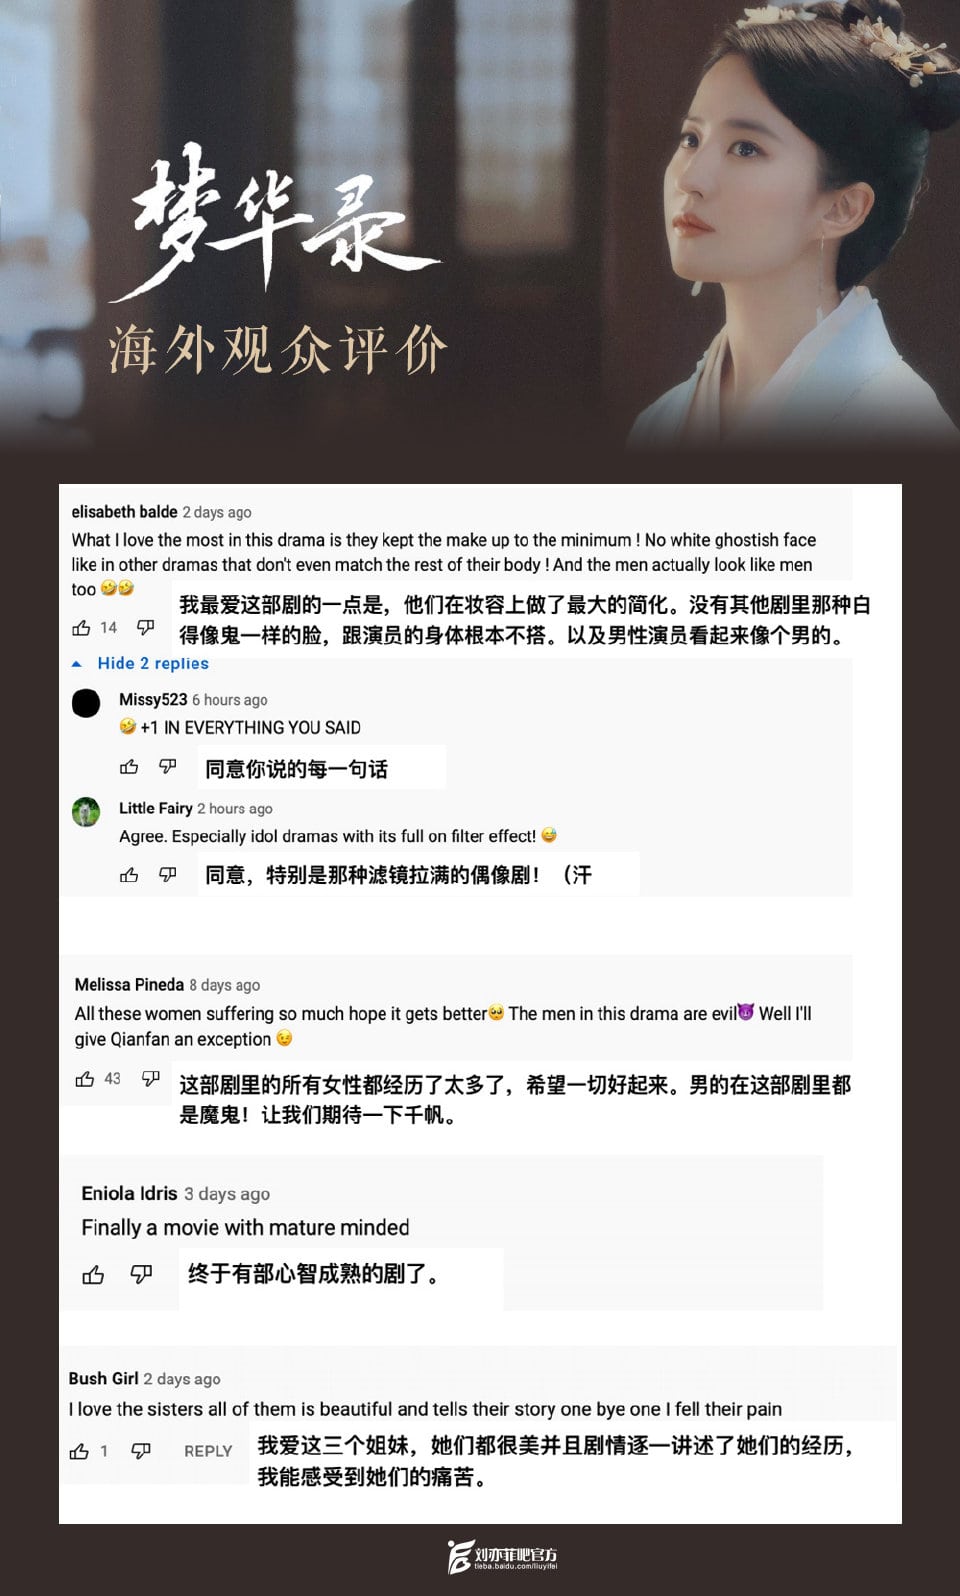 梦华录
海外观众评价
elisabeth balde 2 days ago
What I love the most in this drama is they kept the make up to the minimum ! No white ghostish face
like in other dramas that don't even match the rest of their body ! And the men actually look like men
too 🤣🤣
我最爱这部剧的一点是，他们在妆容上做了最大的简化。没有其他剧里那种白
得像鬼一样的脸，跟演员的身体根本不搭。以及男性演员看起来像个男的。
14
Hide 2 replies
Missy523 6 hours ago
🤣 +1 IN EVERYTHING YOU SAID
同意你说的每一句话
Little Fairy 2 hours ago
Agree. Especially idol dramas with its full on filter effect! 😅
同意，特别是那种滤镜拉满的偶像剧！（汗
Melissa Pineda 8 days ago
All these women suffering so much hope it gets better🥺 The men in this drama are evil😈 Well I'll
give Qianfan an exception 😉
43
这部剧里的所有女性都经历了太多了，希望一切好起来。男的在这部剧里都
是魔鬼！让我们期待一下千帆。
Eniola Idris 3 days ago
Finally a movie with mature minded
终于有部心智成熟的剧了。
Bush Girl 2 days ago
I love the sisters all of them is beautiful and tells their story one bye one I fell their pain
1 REPLY
我爱这三个姐妹，她们都很美并且剧情逐一讲述了她们的经历，
我能感受到她们的痛苦。
刘亦菲吧官方
tieba.baidu.com/liuyifei